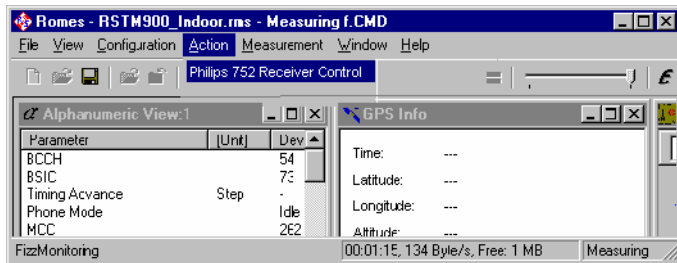 Romes - RSTM900_Indoor.rms - Measuring f.CMD
File View Configuration Action Measurement Window Help
Philips 752 Receiver Control
Alphanumeric View:1
GPS Info
Parameter [Unit] Dev
BCCH 54
BSIC 73
Timing Acvance Step -
Phone Mode Idle
MCC 262
Time: ---
Latitude: ---
Longitude: ---
Altitude: ---
FizzMonitoring
00:01:15, 134 Byle/s, Free: 1 MB
Measuring